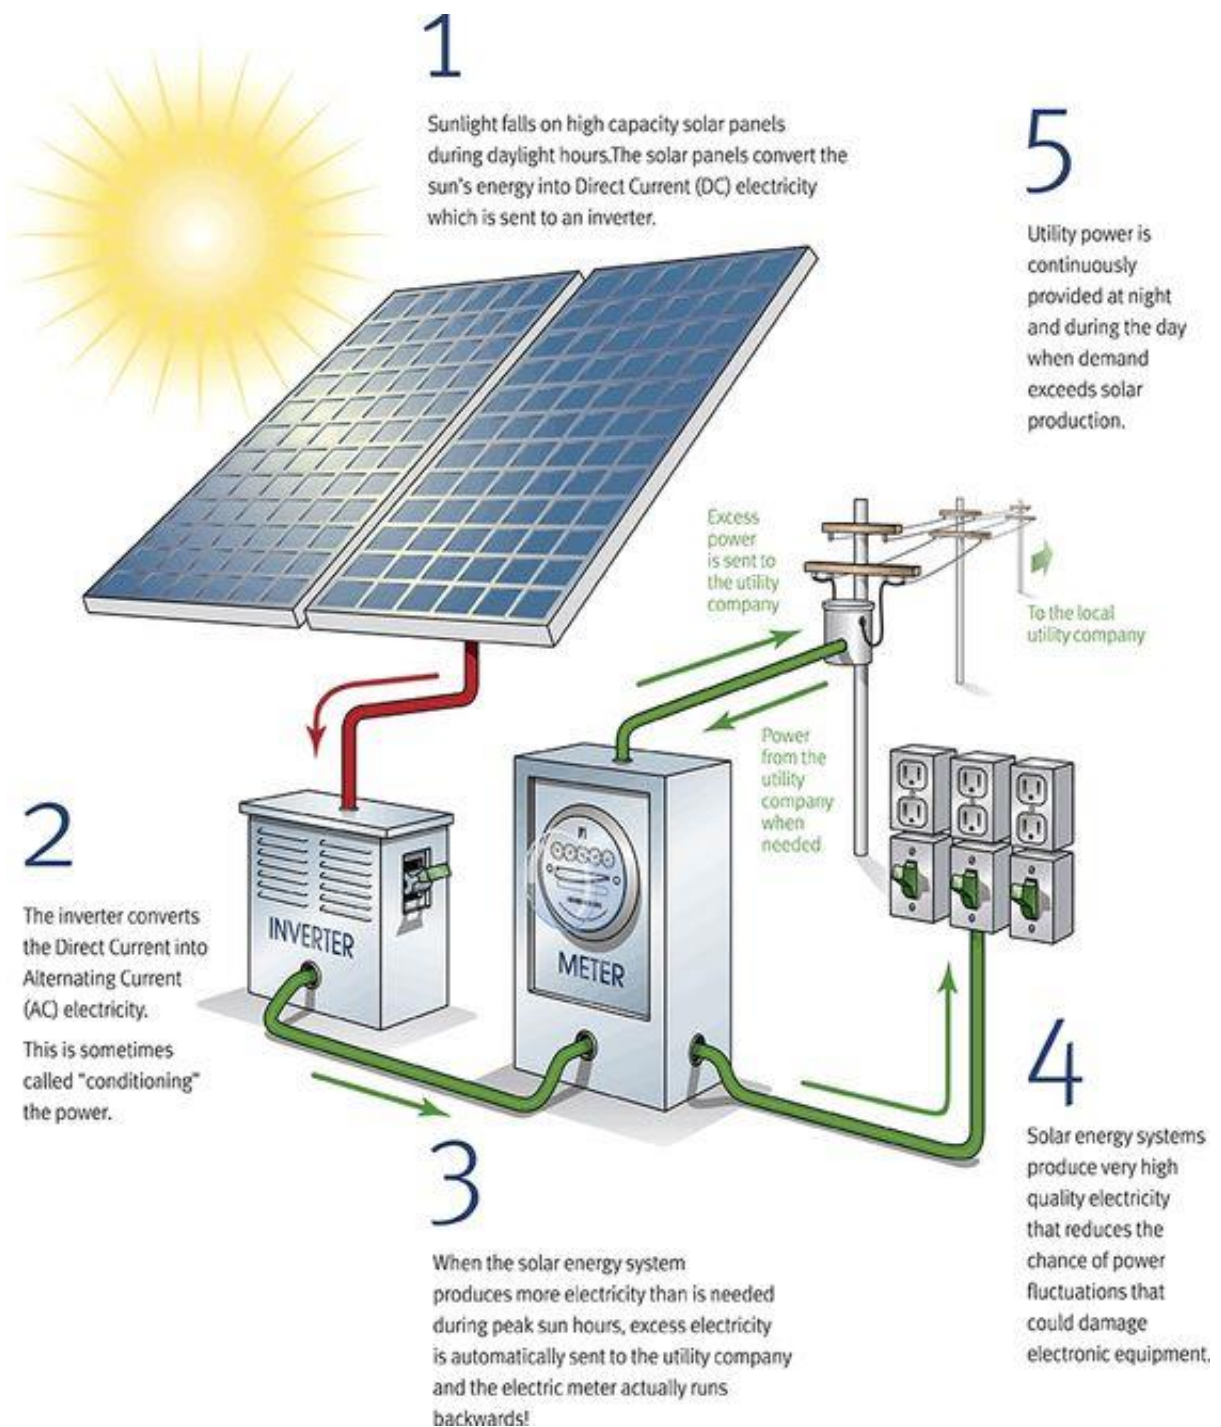 1
Sunlight falls on high capacity solar panels
during daylight hours.The solar panels convert the
sun's energy into Direct Current (DC) electricity
which is sent to an inverter.
5
Utility power is
continuously
provided at night
and during the day
when demand
exceeds solar
production.
Excess
power
is sent to
the utility
company
To the local
utility company
Power
from the
utility
company
when
needed
2
The inverter converts
the Direct Current into
Alternating Current
(AC) electricity.
This is sometimes
called "conditioning"
the power.
INVERTER
METER
3
When the solar energy system
produces more electricity than is needed
during peak sun hours, excess electricity
is automatically sent to the utility company
and the electric meter actually runs
backwards!
4
Solar energy systems
produce very high
quality electricity
that reduces the
chance of power
fluctuations that
could damage
electronic equipment.